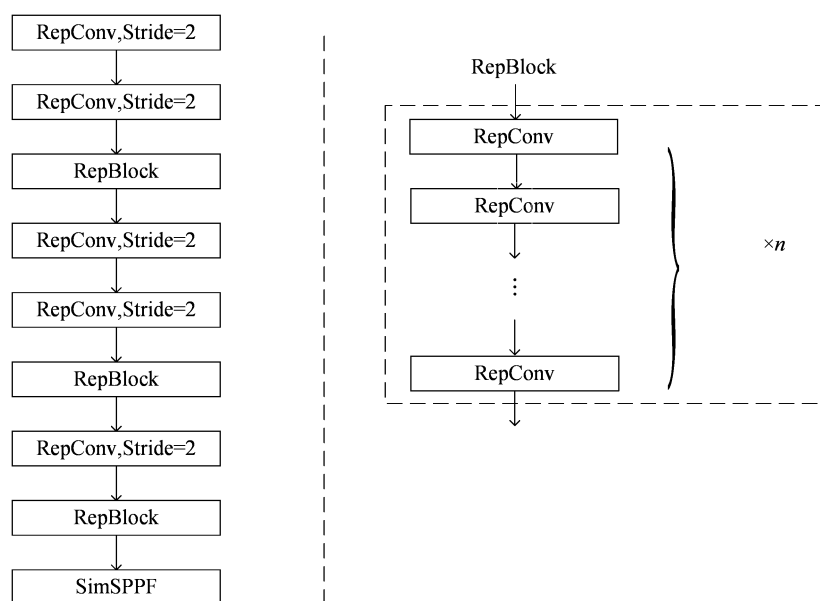 RepConv,Stride=2
RepConv,Stride=2
RepBlock
RepConv,Stride=2
RepConv,Stride=2
RepBlock
RepConv,Stride=2
RepBlock
SimSPPF
RepBlock
RepConv
RepConv
⋮
RepConv
×n